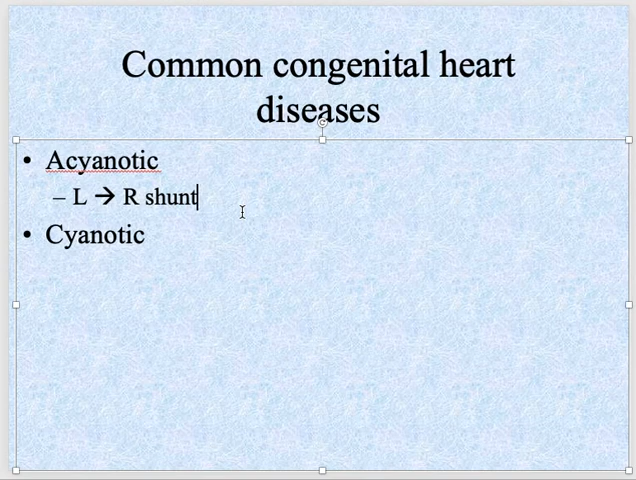 Common congenital heart
diseases
• Acyanotic
– L → R shunt
• Cyanotic